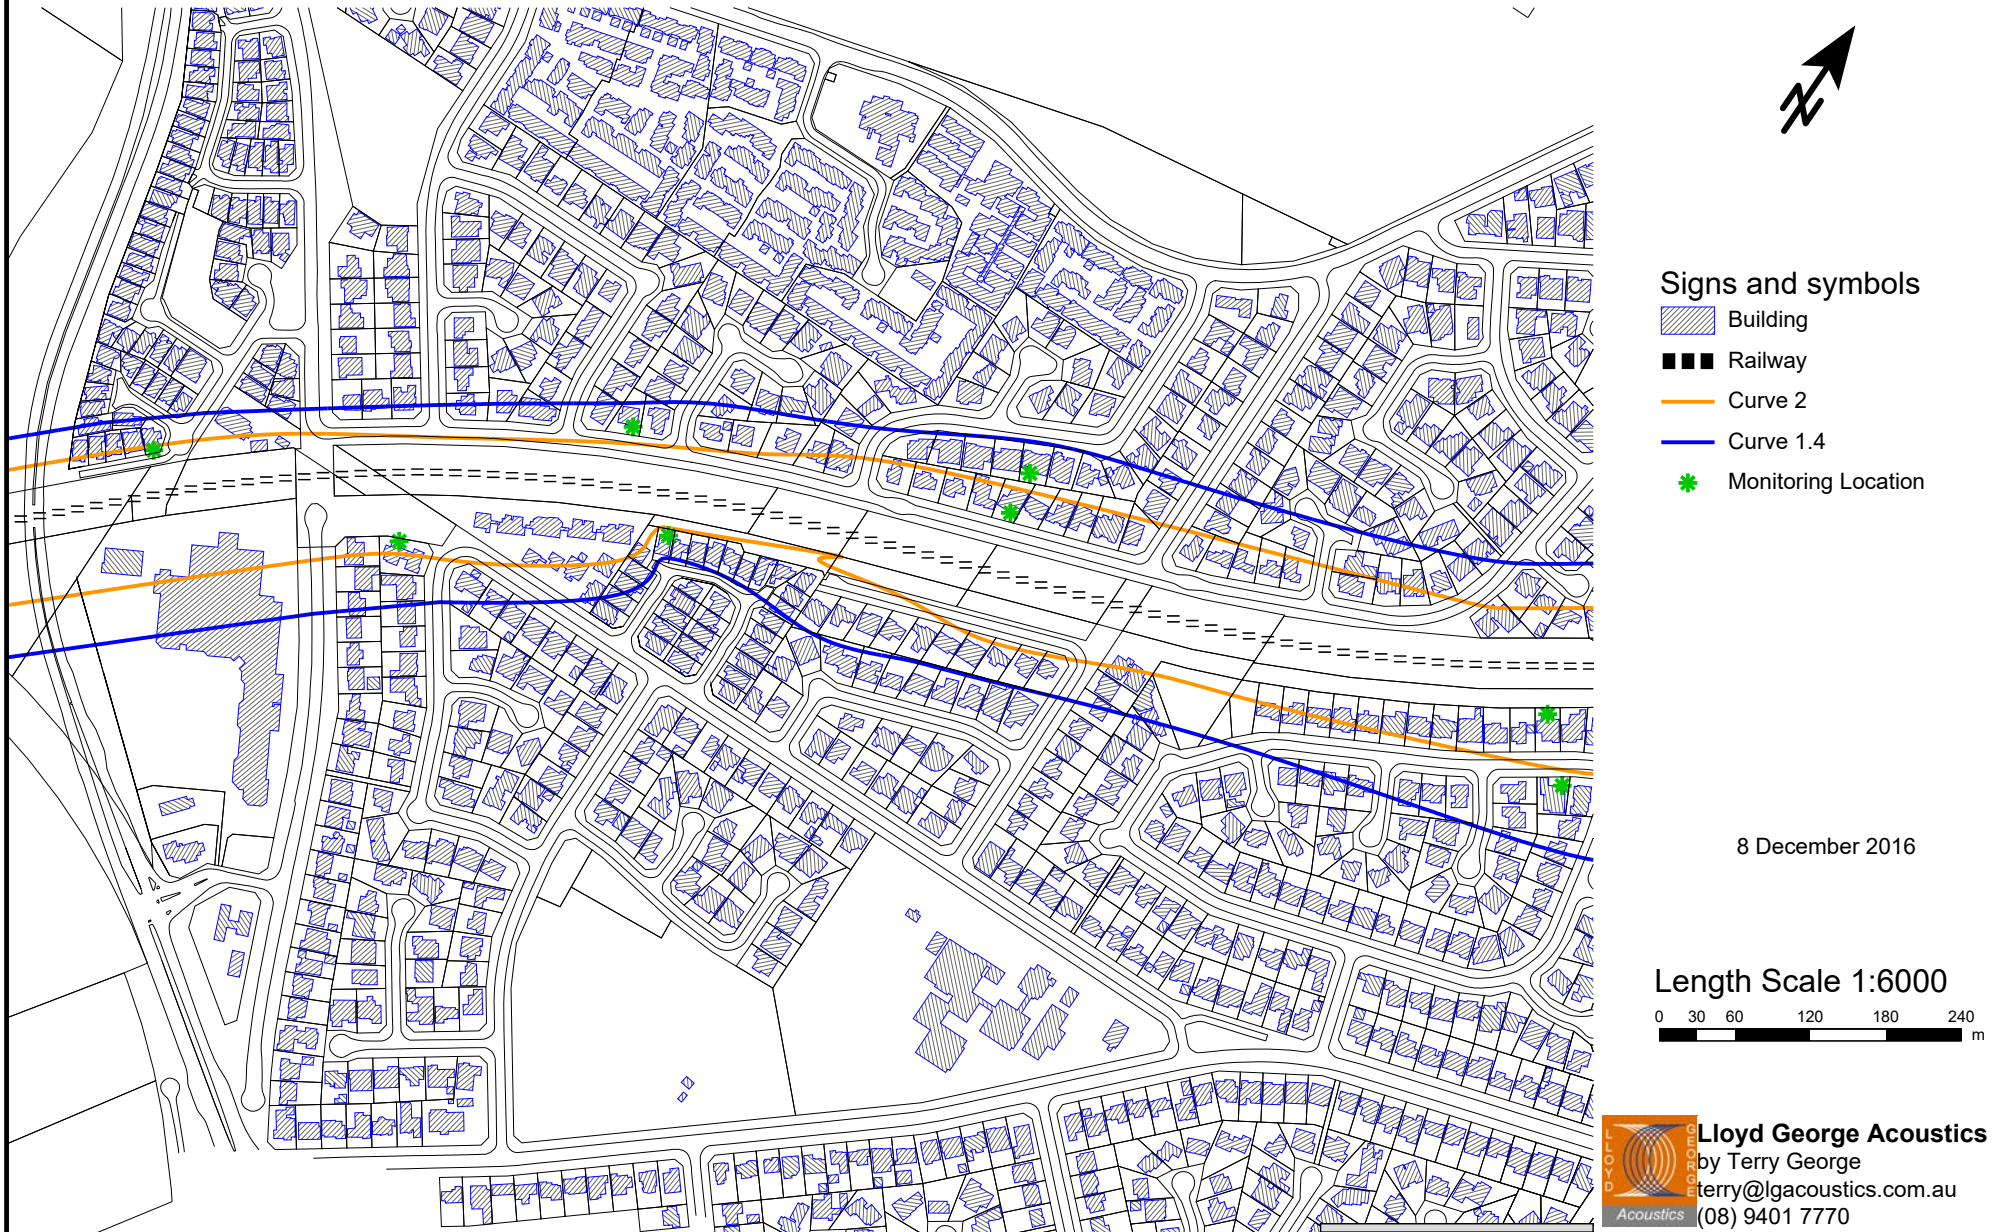 N
Signs and symbols
Building
Railway
Curve 2
Curve 1.4
Monitoring Location
8 December 2016
Length Scale 1:6000
0 30 60 120 180 240
m
LLOYD
GEORGE
Acoustics
Lloyd George Acoustics
by Terry George
terry@lgacoustics.com.au
(08) 9401 7770